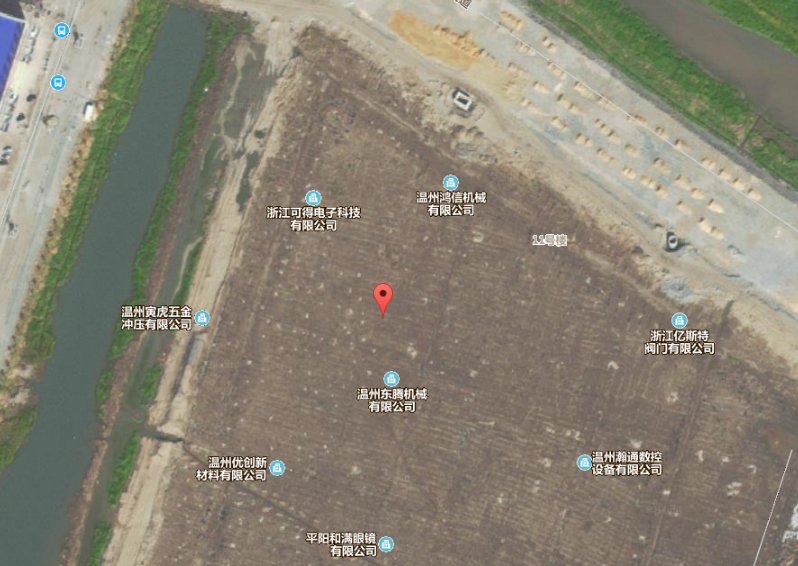 温州鸿信机械
有限公司
浙江可得电子科技
有限公司
11号楼
温州寅虎五金
冲压有限公司
浙江亿斯特
阀门有限公司
温州东腾机械
有限公司
温州优创新
材料有限公司
温州瀚通数控
设备有限公司
平阳和满眼镜
有限公司